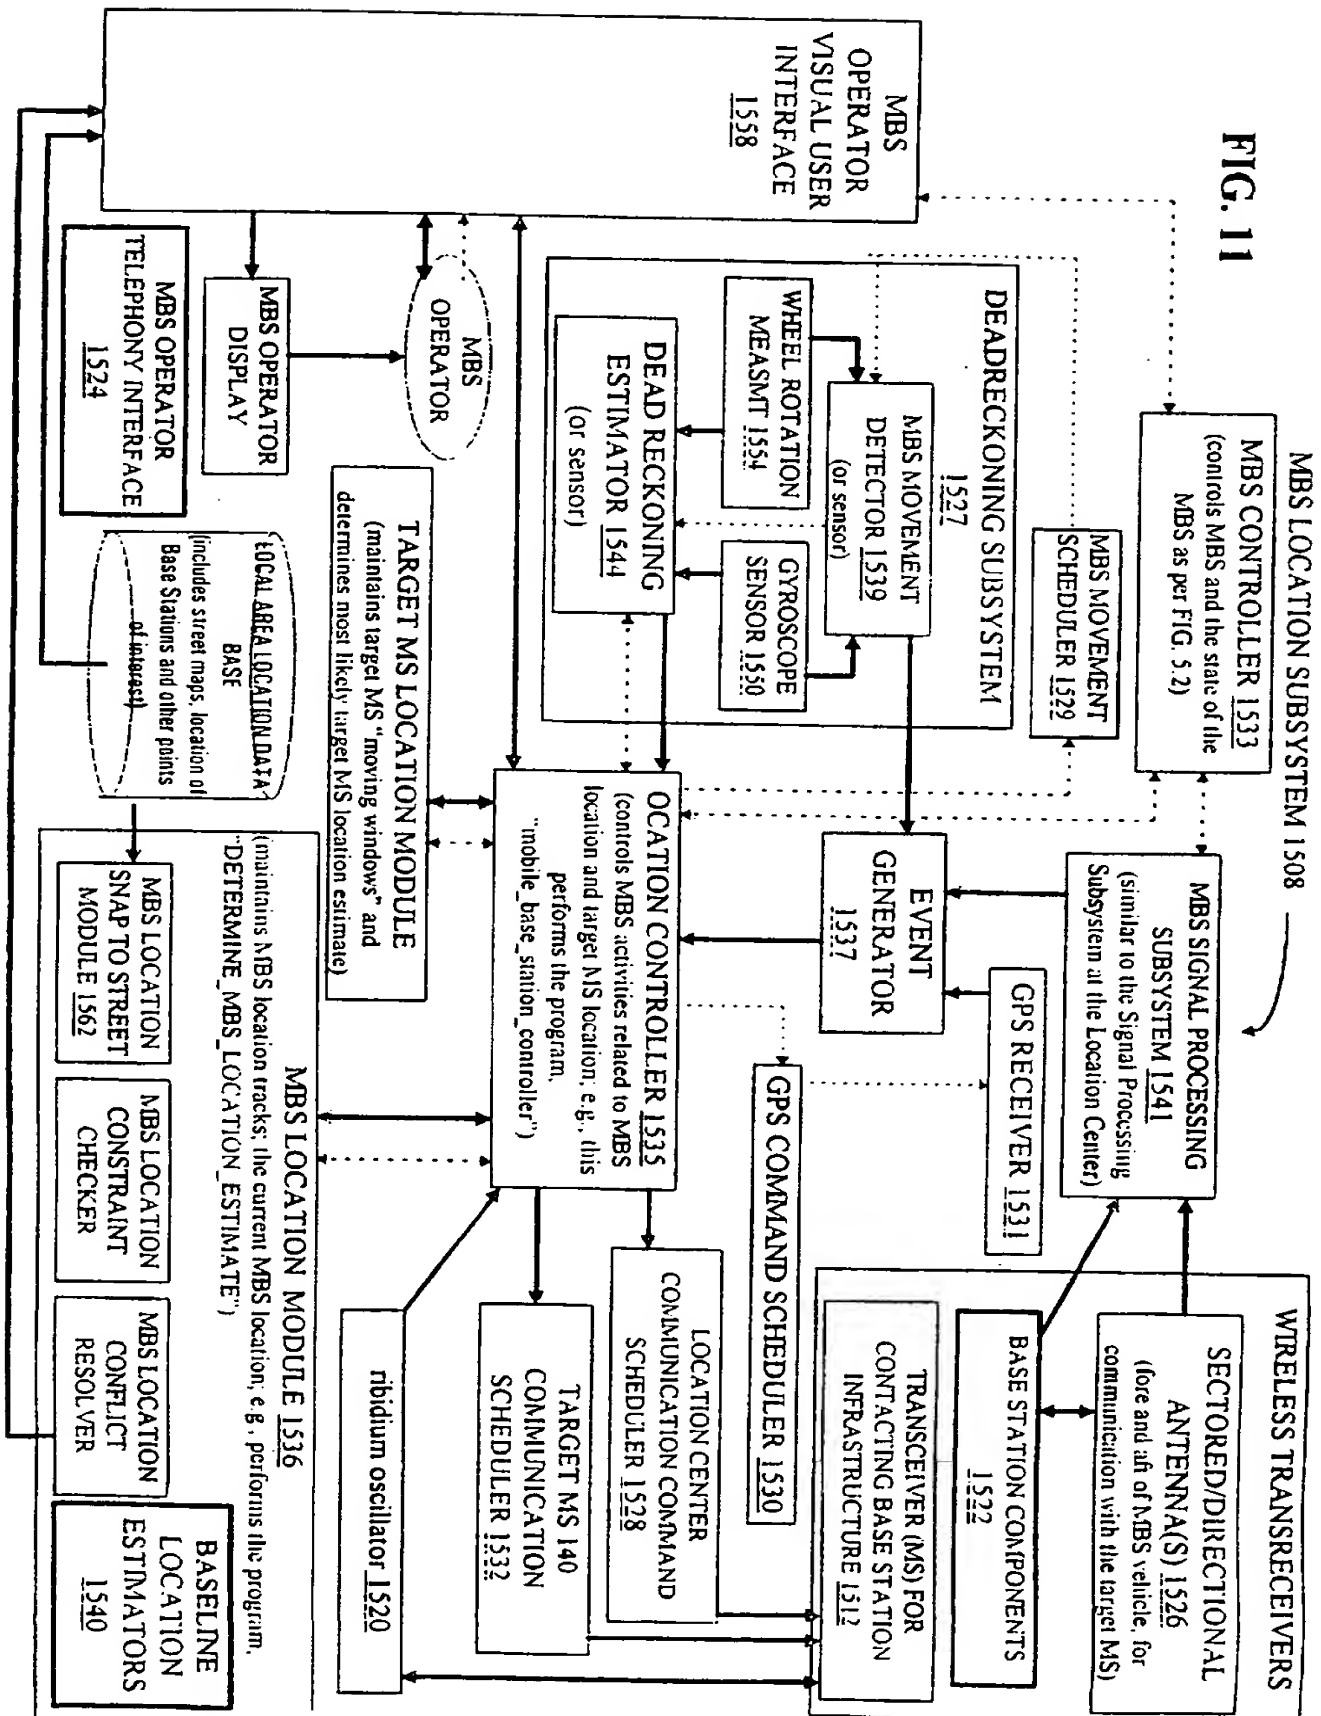 FIG. 11
MBS LOCATION SUBSYSTEM 1508
MBS
OPERATOR
VISUAL USER
INTERFACE
1558
MBS CONTROLLER 1533
(controls MBS and the state of the
MBS as per FIG. 5.2)
MBS SIGNAL PROCESSING
SUBSYSTEM 1541
(similar to the Signal Processing
Subsystem at the Location Center)
WIRELESS TRANSRECEIVERS
SECTORED/DIRECTIONAL
ANTENNA(S) 1526
(fore and aft of MBS vehicle, for
communication with the target MS)
BASE STATION COMPONENTS
1522
TRANSCEIVER (MS) FOR
CONTACTING BASE STATION
INFRASTRUCTURE 1512
MBS MOVEMENT
SCHEDULER 1529
DEADRECKONING SUBSYSTEM
1527
MBS MOVEMENT
DETECTOR 1539
(or sensor)
WHEEL ROTATION
MEASMT 1554
GYROSCOPE
SENSOR 1550
DEAD RECKONING
ESTIMATOR 1544
(or sensor)
GPS RECEIVER 1531
EVENT
GENERATOR
1537
GPS COMMAND SCHEDULER 1530
OCATION CONTROLLER 1535
(controls MBS activities related to MBS
location and target MS location; e.g., this
performs the program,
"mobile_base_station_controller")
LOCATION CENTER
COMMUNICATION COMMAND
SCHEDULER 1528
TARGET MS 140
COMMUNICATION
SCHEDULER 1532
ribidium oscillator 1520
MBS
OPERATOR
MBS OPERATOR
DISPLAY
MBS OPERATOR
TELEPHONY INTERFACE
1524
TARGET MS LOCATION MODULE
(maintains target MS "moving windows" and
determines most likely target MS location estimate)
LOCAL AREA LOCATION DATA
BASE
(includes street maps, location of
Base Stations and other points
of interest)
MBS LOCATION MODULE 1536
(maintains MBS location tracks; the current MBS location; e.g., performs the program,
"DETERMINE_MBS_LOCATION_ESTIMATE")
MBS LOCATION
SNAP TO STREET
MODULE 1562
MBS LOCATION
CONSTRAINT
CHECKER
MBS LOCATION
CONFLICT
RESOLVER
BASELINE
LOCATION
ESTIMATORS
1540